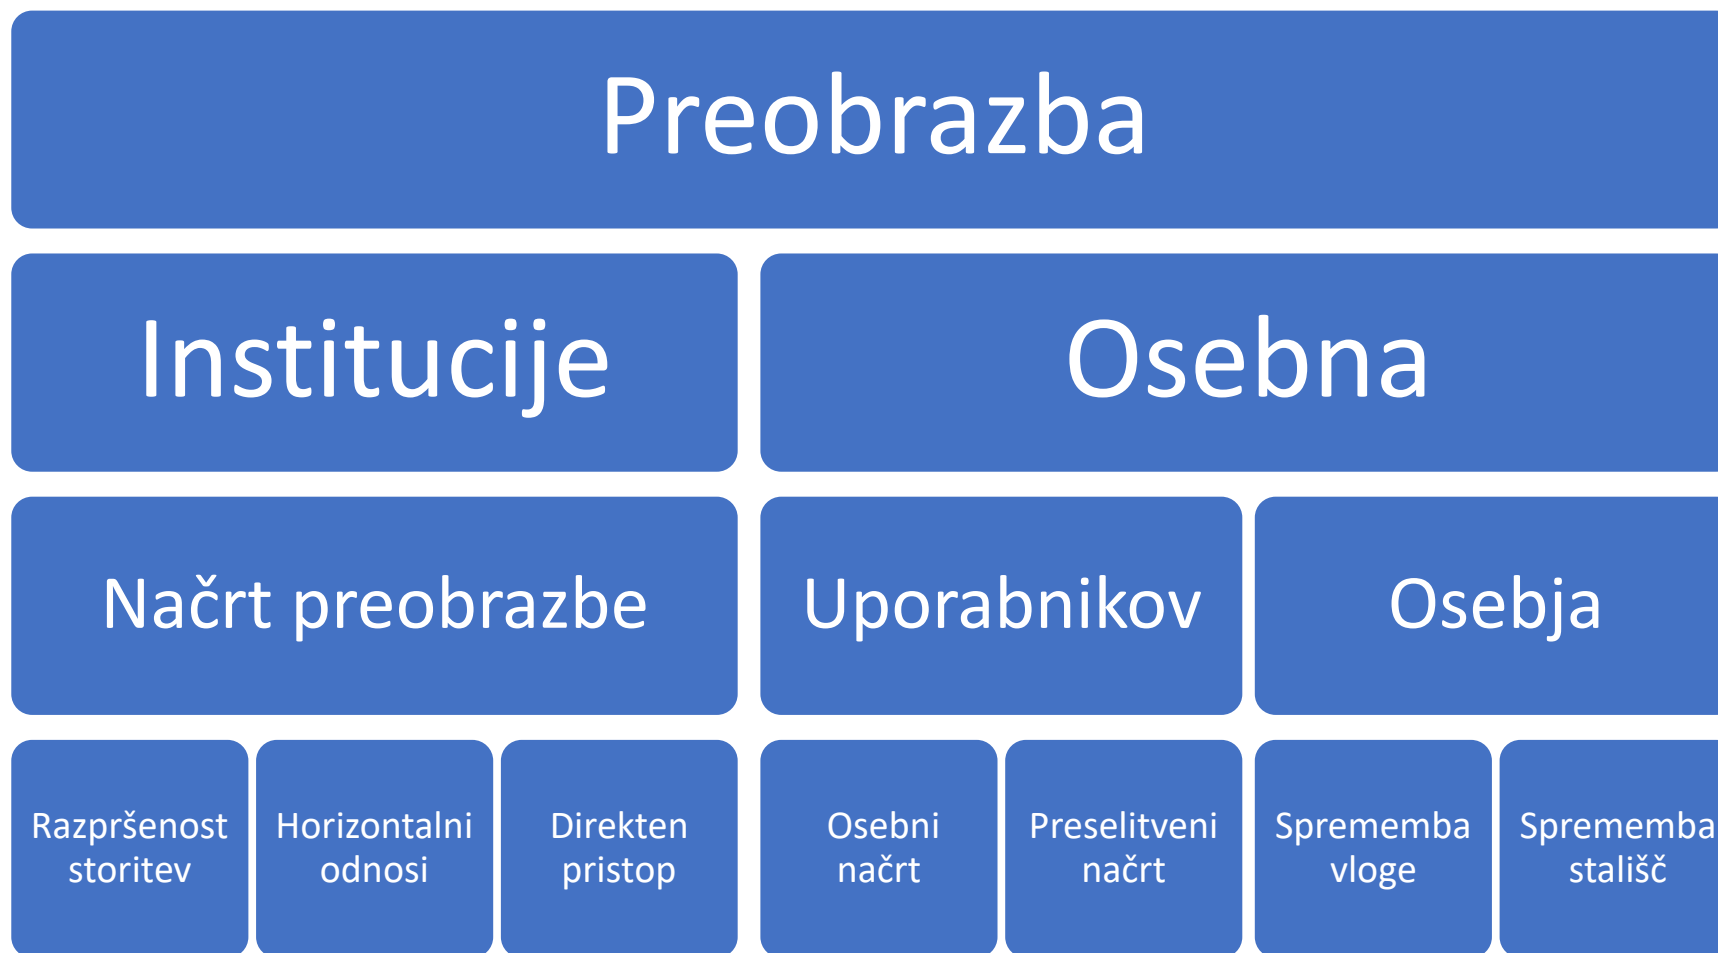 Preobrazba
Institucije
Osebna
Načrt preobrazbe
Uporabnikov
Osebja
Razpršenost
storitev
Horizontalni
odnosi
Direkten
pristop
Osebni
načrt
Preselitveni
načrt
Sprememba
vloge
Sprememba
stališč